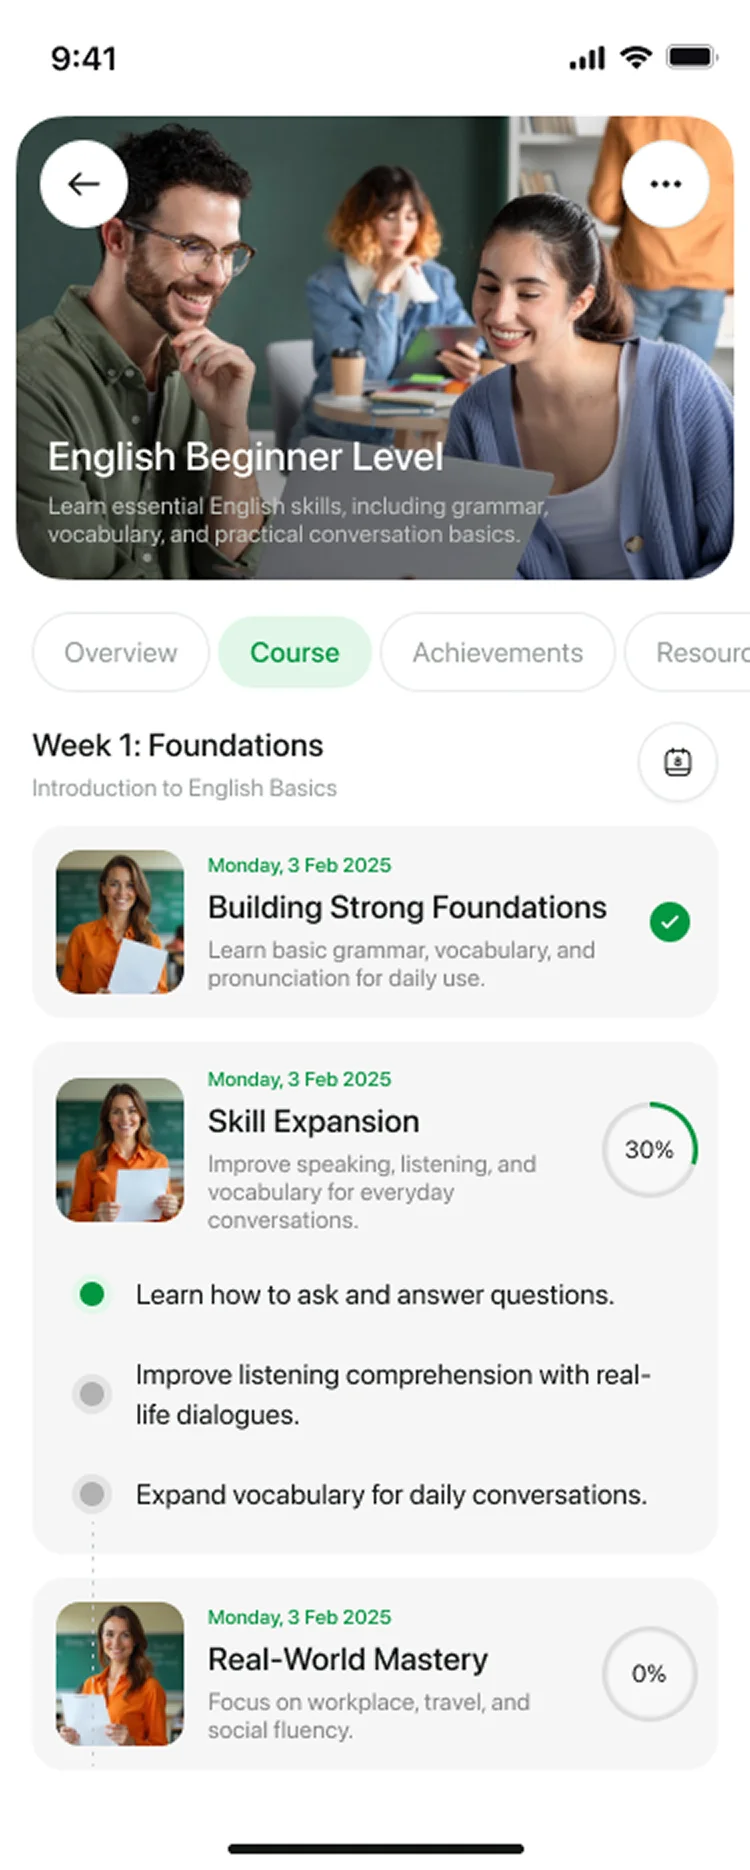 9:41
English Beginner Level
Learn essential English skills, including grammar,
vocabulary, and practical conversation basics.
Overview
Course
Achievements
Resourc
Week 1: Foundations
Introduction to English Basics
8
Monday, 3 Feb 2025
Building Strong Foundations
Learn basic grammar, vocabulary, and
pronunciation for daily use.
Monday, 3 Feb 2025
Skill Expansion
Improve speaking, listening, and
vocabulary for everyday
conversations.
30%
Learn how to ask and answer questions.
Improve listening comprehension with real-
life dialogues.
Expand vocabulary for daily conversations.
Monday, 3 Feb 2025
Real-World Mastery
Focus on workplace, travel, and
social fluency.
0%